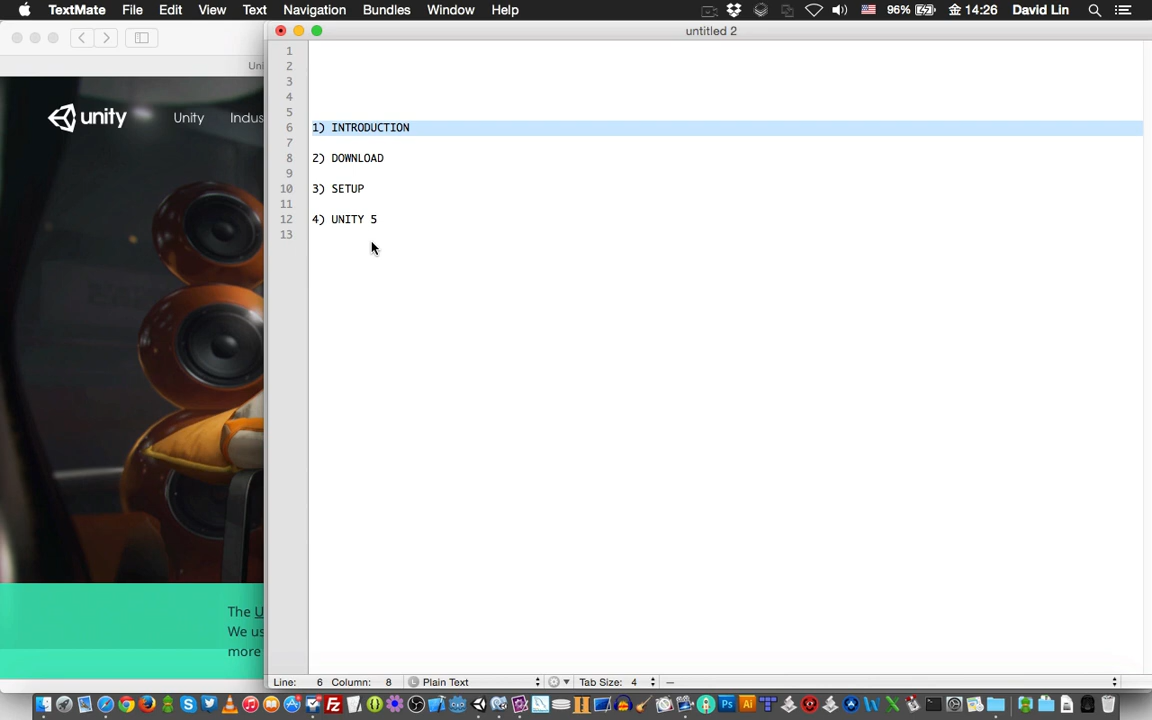 TextMate File Edit View Text Navigation Bundles Window Help 96% 金 14:26 David Lin
untitled 2
Uni
unity Unity Indus
1
2
3
4
5
6 1) INTRODUCTION
7
8 2) DOWNLOAD
9
10 3) SETUP
11
12 4) UNITY 5
13
The U
We us
more
Line: 6 Column: 8 L Plain Text Tab Size: 4 —